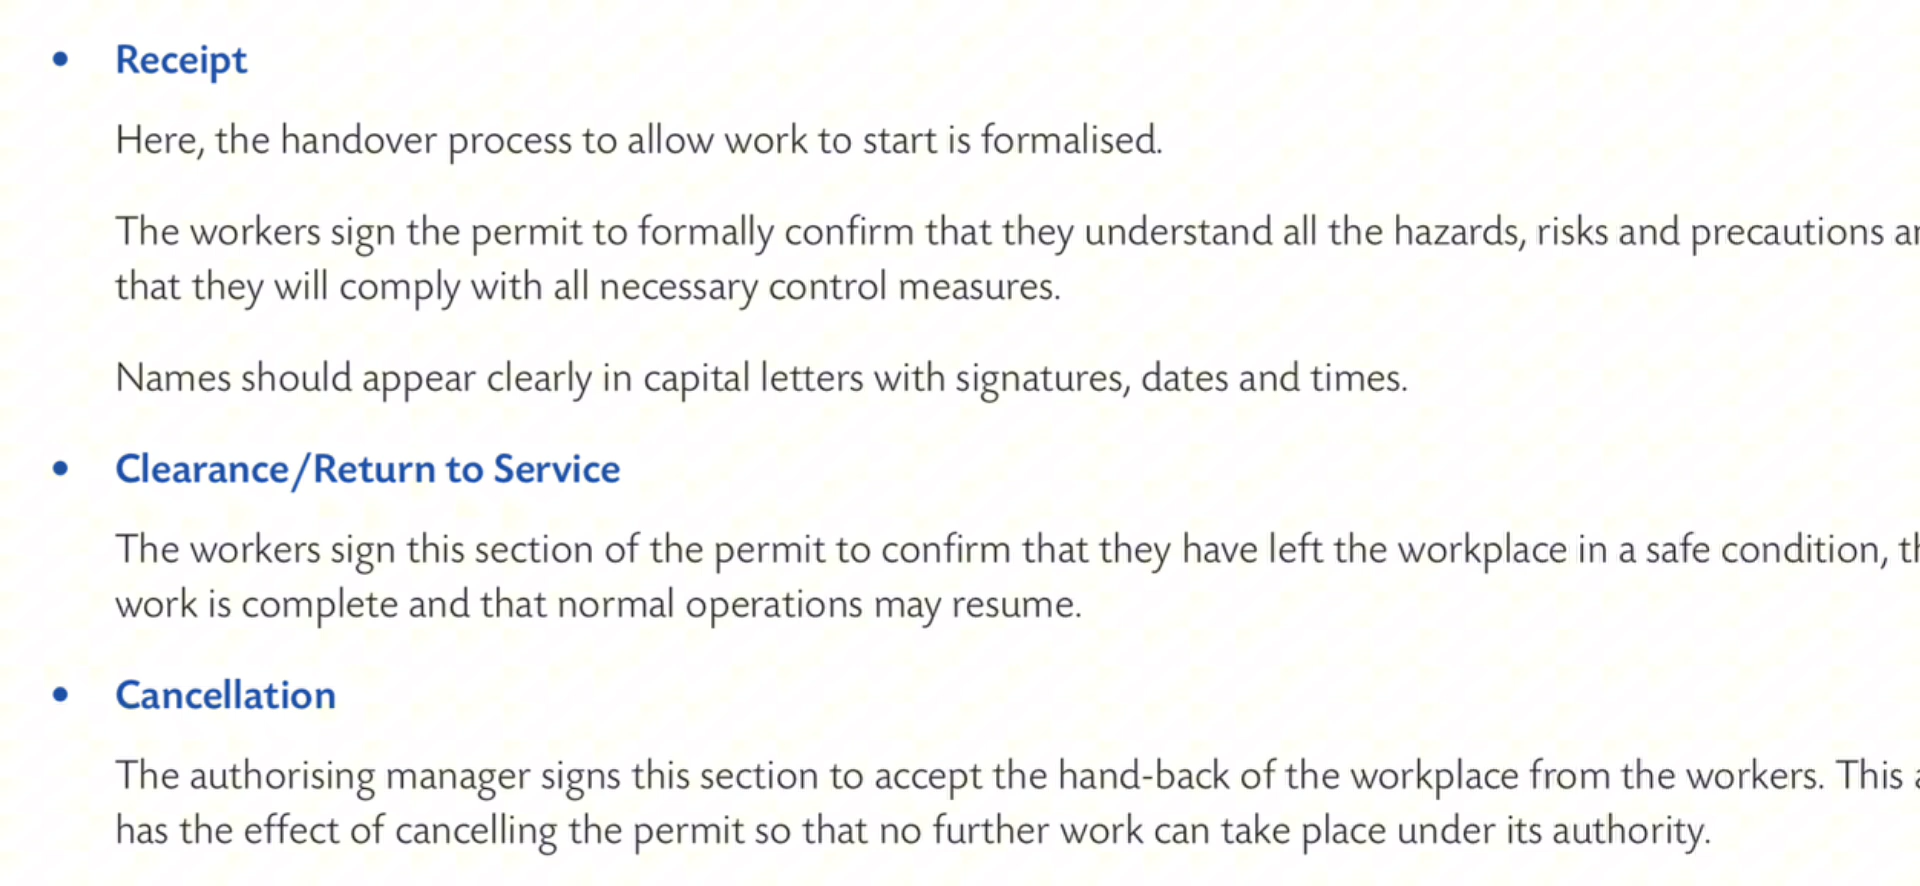 • Receipt
Here, the handover process to allow work to start is formalised.
The workers sign the permit to formally confirm that they understand all the hazards, risks and precautions
that they will comply with all necessary control measures.
Names should appear clearly in capital letters with signatures, dates and times.
• Clearance/Return to Service
The workers sign this section of the permit to confirm that they have left the workplace in a safe condition,
work is complete and that normal operations may resume.
• Cancellation
The authorising manager signs this section to accept the hand-back of the workplace from the workers. This
has the effect of cancelling the permit so that no further work can take place under its authority.